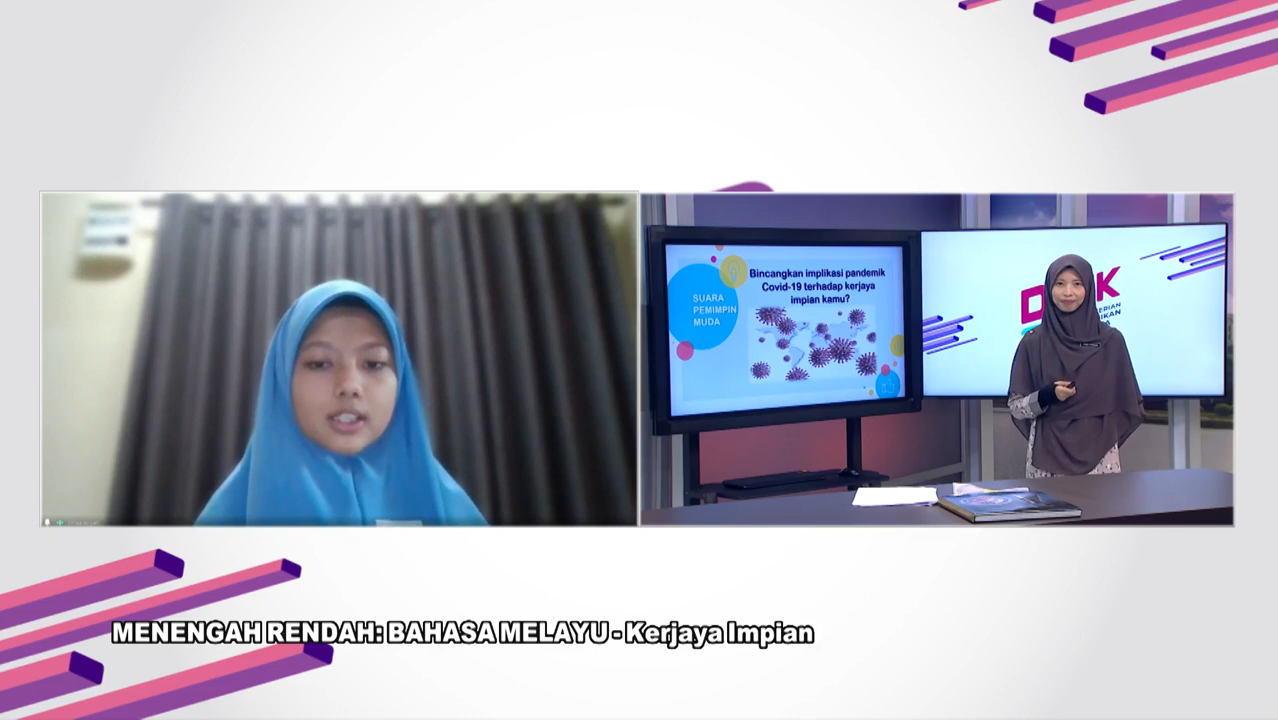 SUARA
PEMIMPIN
MUDA
Bincangkan implikasi pandemik
Covid-19 terhadap kerjaya
impian kamu?
MENENGAH RENDAH: BAHASA MELAYU - Kerjaya Impian